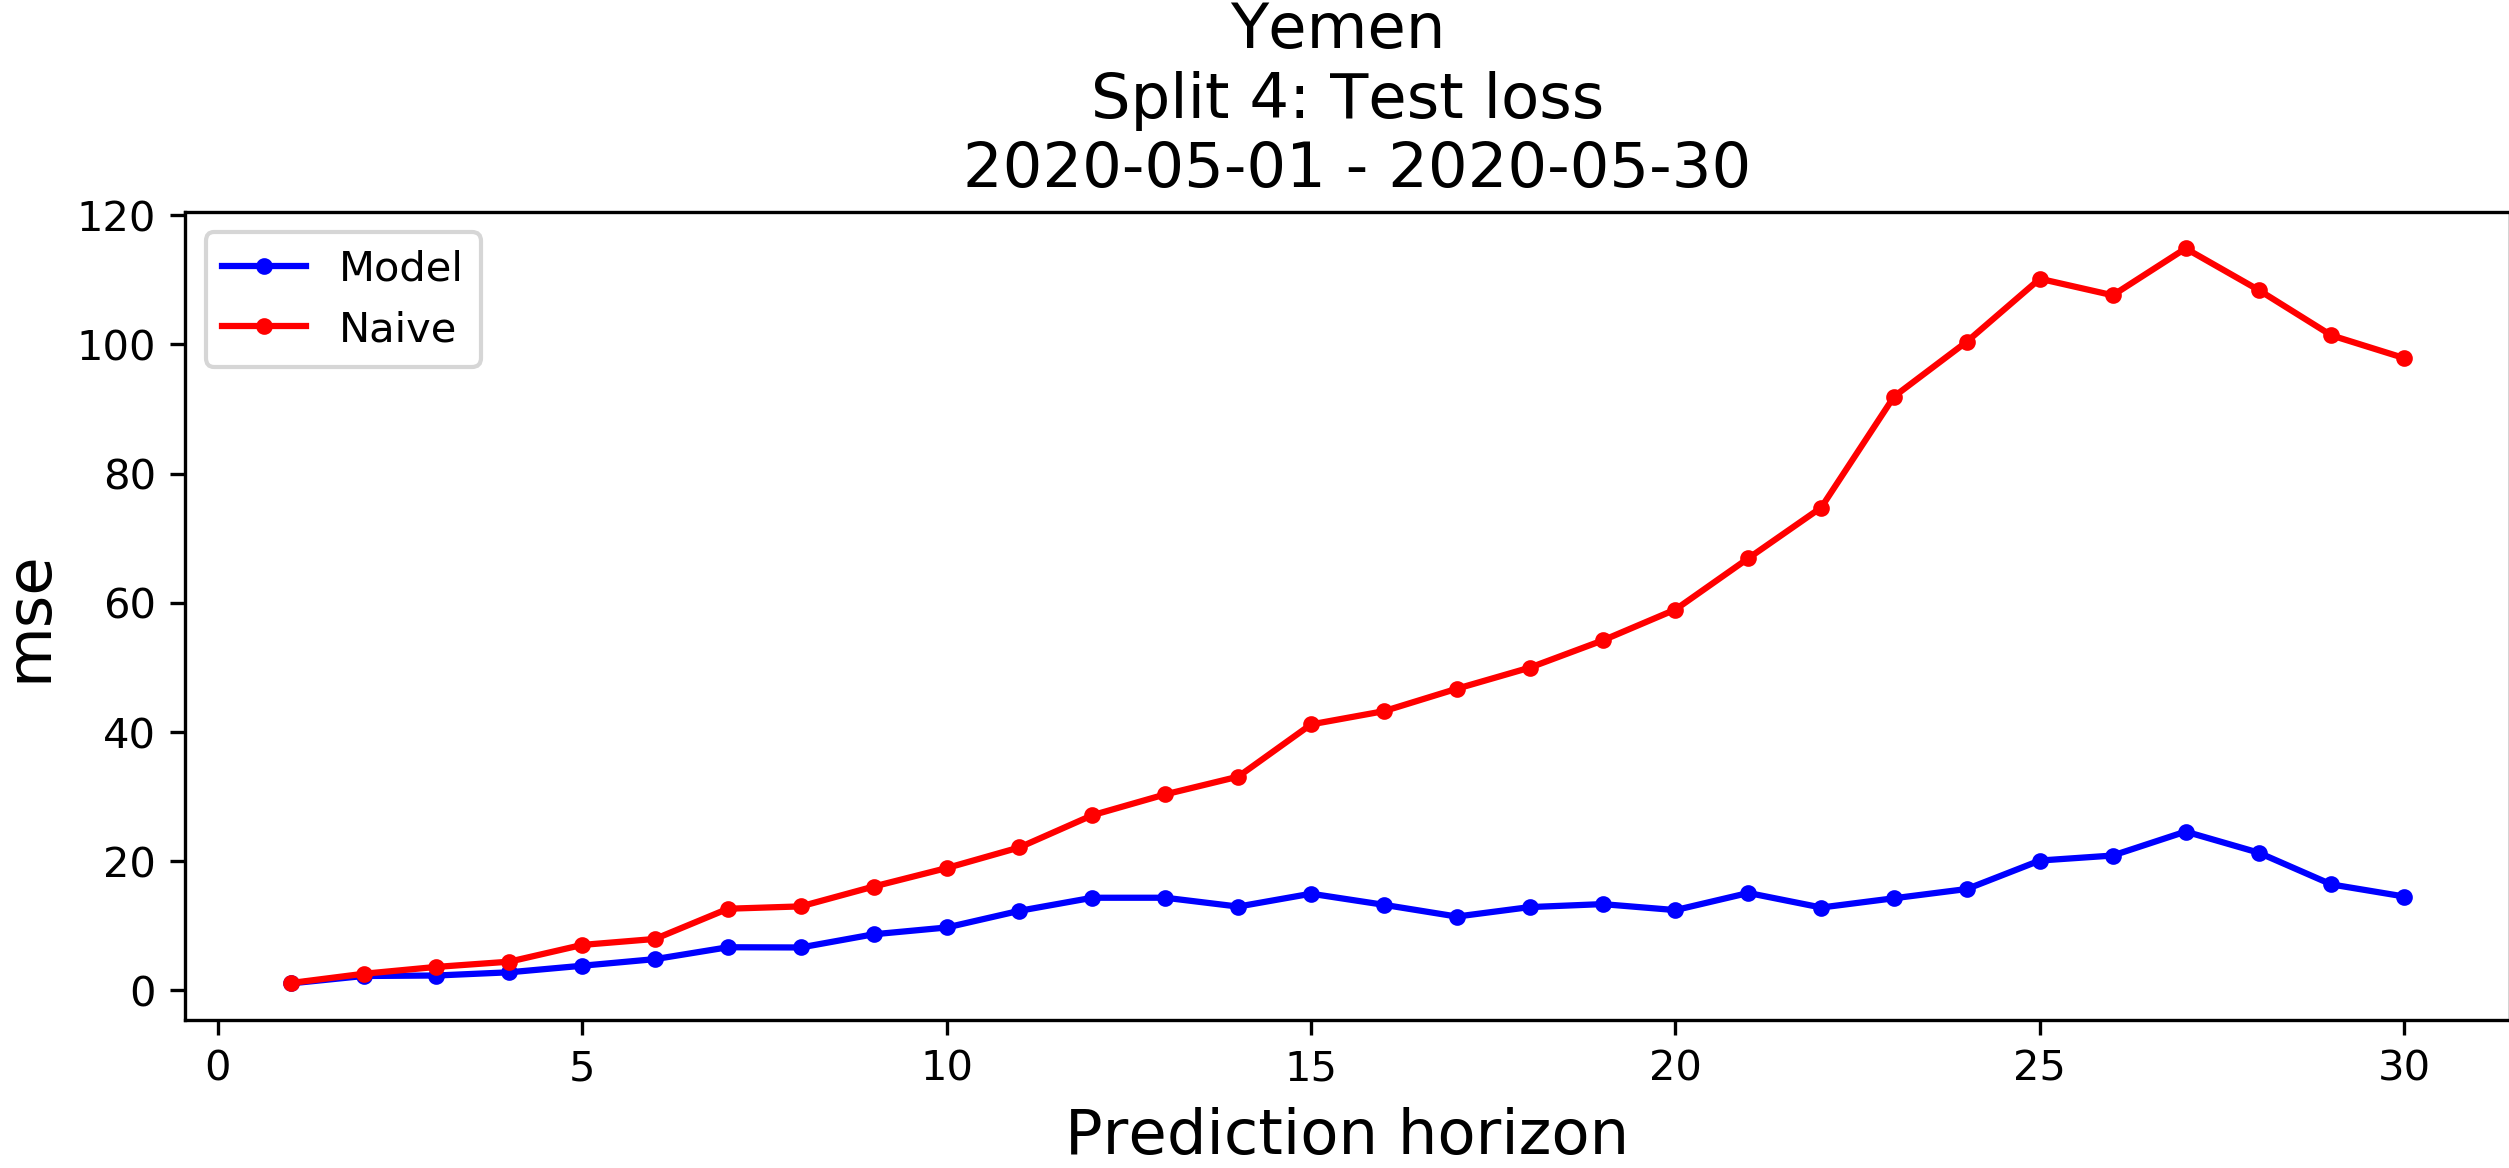 Yemen
Split 4: Test loss
2020-05-01 - 2020-05-30
120
100
80
60
40
20
0
mse
Model
Naive
0 5 10 15 20 25 30
Prediction horizon